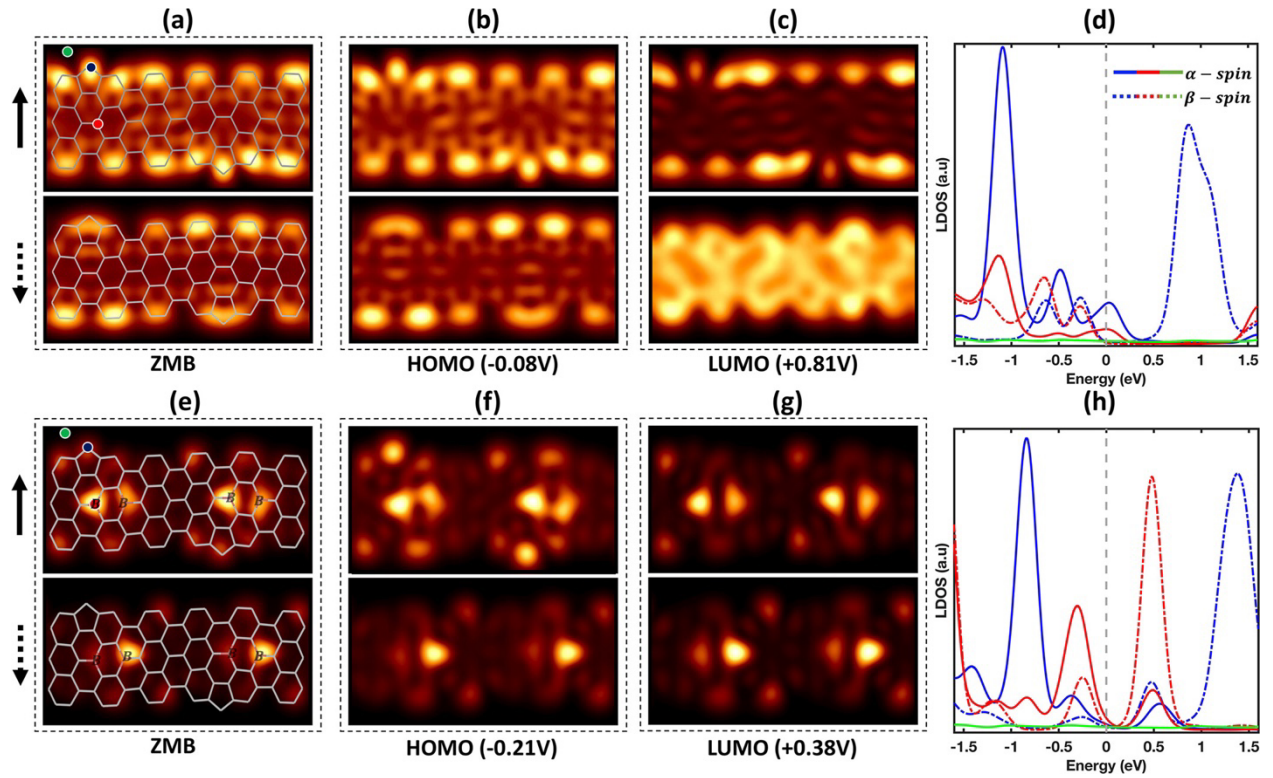 (a)
(b)
(c)
(d)
ZMB
HOMO (-0.08V)
LUMO (+0.81V)
LDOS (a.u)
α - spin
β - spin
-1.5 -1 -0.5 0 0.5 1 1.5
Energy (eV)
(e)
(f)
(g)
(h)
B B B B
B B
ZMB
HOMO (-0.21V)
LUMO (+0.38V)
LDOS (a.u)
-1.5 -1 -0.5 0 0.5 1 1.5
Energy (eV)